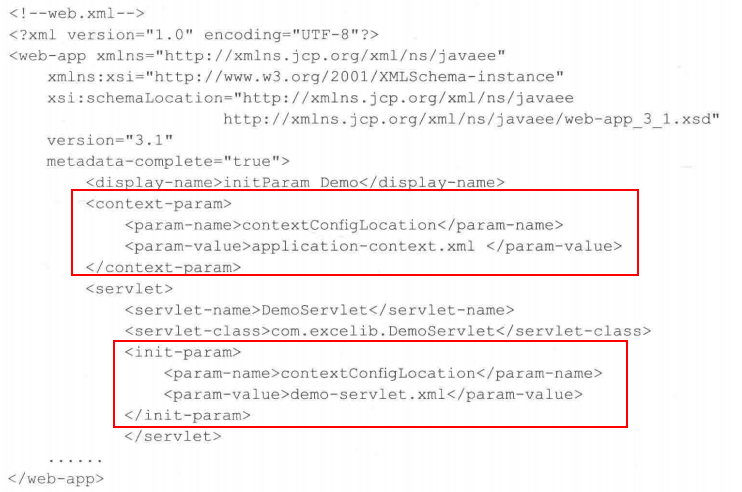 <!--web.xml-->
<?xml version="1.0" encoding="UTF-8"?>
<web-app xmlns="http://xmlns.jcp.org/xml/ns/javaee"
    xmlns:xsi="http://www.w3.org/2001/XMLSchema-instance"
    xsi:schemaLocation="http://xmlns.jcp.org/xml/ns/javaee
                      http://xmlns.jcp.org/xml/ns/javaee/web-app_3_1.xsd"
    version="3.1"
    metadata-complete="true">
        <display-name>initParam Demo</display-name>
        <context-param>
            <param-name>contextConfigLocation</param-name>
            <param-value>application-context.xml </param-value>
        </context-param>
        <servlet>
            <servlet-name>DemoServlet</servlet-name>
            <servlet-class>com.excelib.DemoServlet</servlet-class>
            <init-param>
                <param-name>contextConfigLocation</param-name>
                <param-value>demo-servlet.xml</param-value>
            </init-param>
            </servlet>
    ......
</web-app>